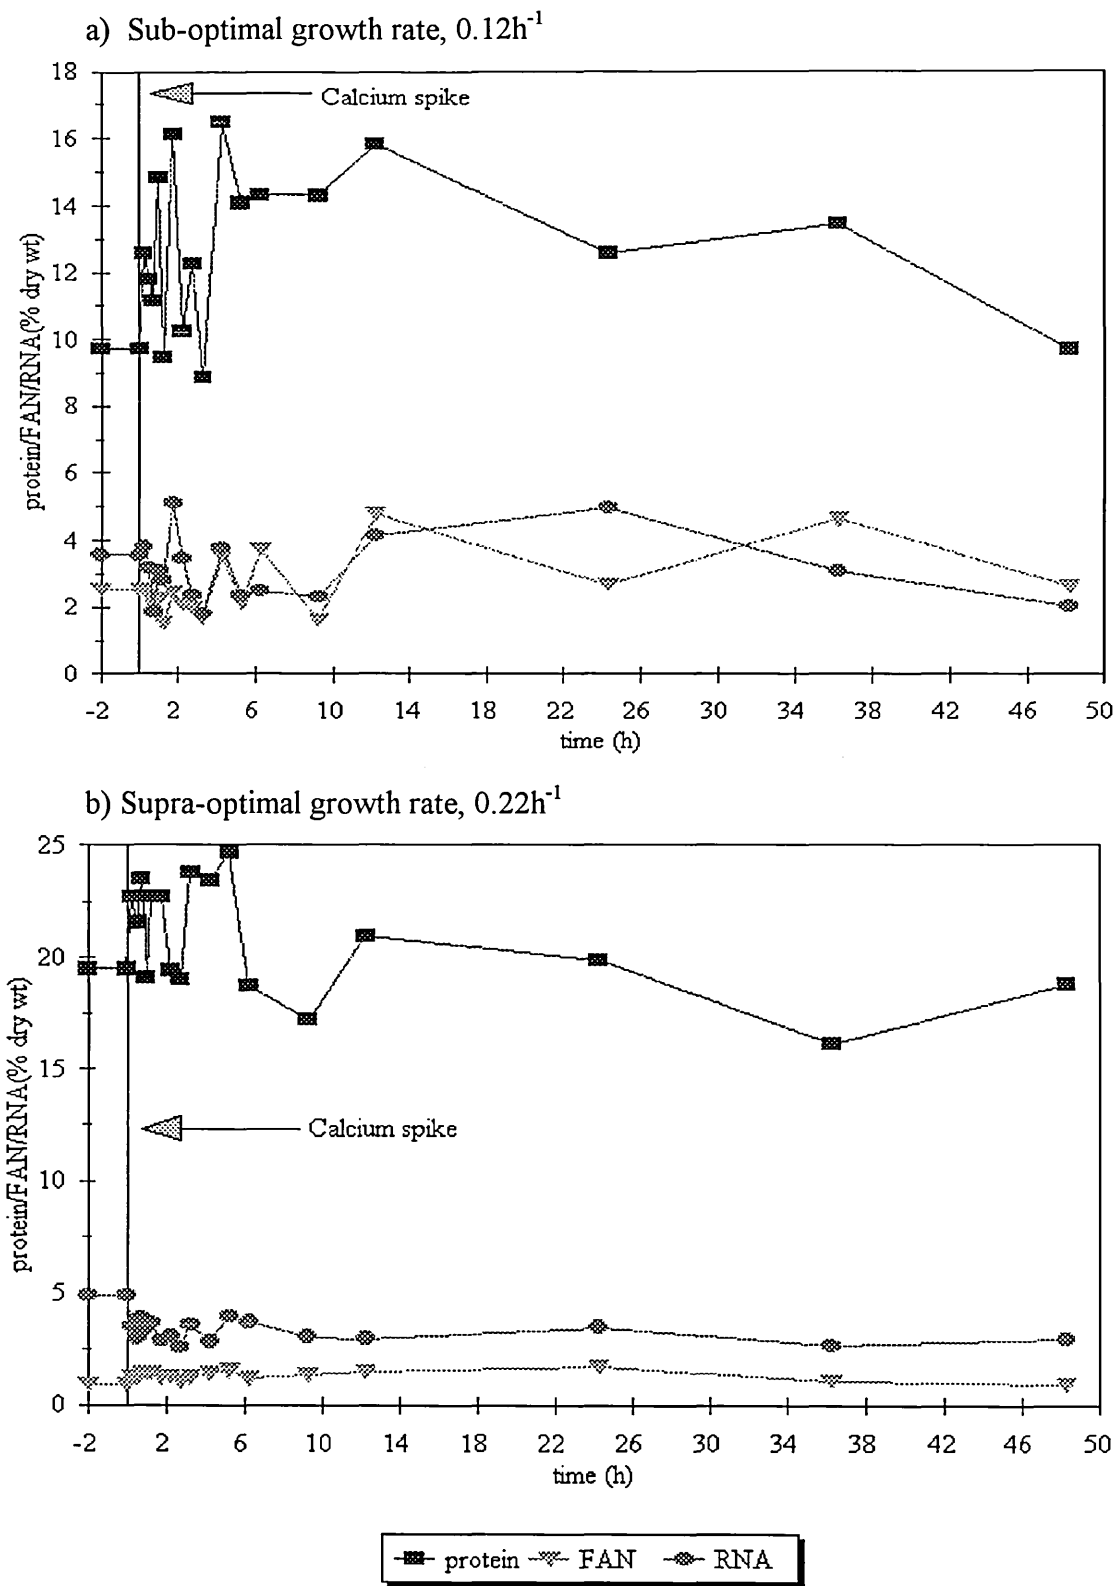 a) Sub-optimal growth rate, 0.12h-1
18
16
14
12
10
8
6
4
2
0
protein/FAN/RNA(% dry wt)
Calcium spike
-2 2 6 10 14 18 22 26 30 34 38 42 46 50
time (h)
b) Supra-optimal growth rate, 0.22h-1
25
20
15
10
5
0
protein/FAN/RNA(% dry wt)
Calcium spike
-2 2 6 10 14 18 22 26 30 34 38 42 46 50
time (h)
protein FAN RNA